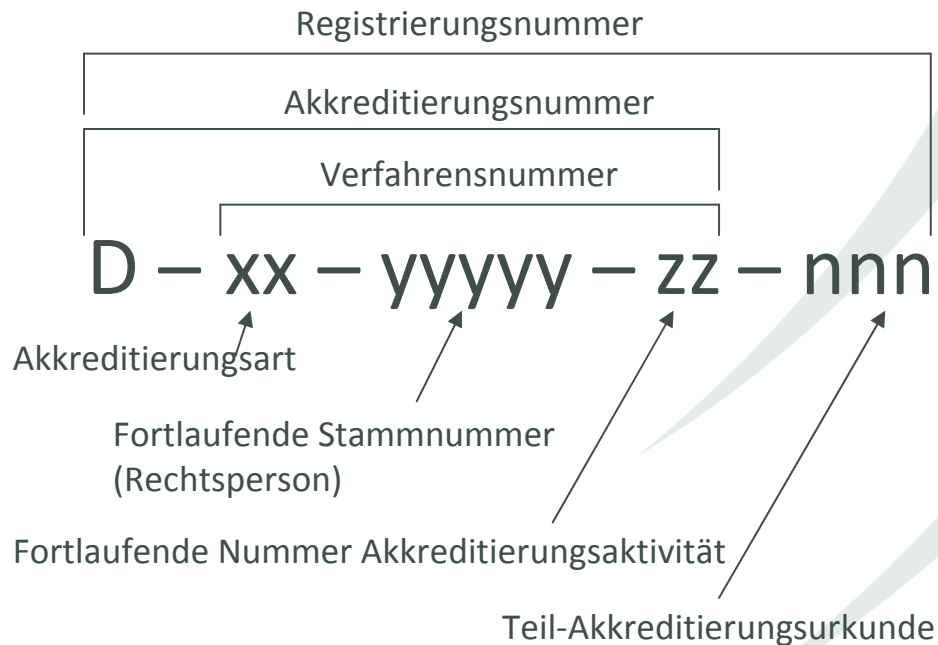 Registrierungsnummer
Akkreditierungsnummer
Verfahrensnummer
D – xx – yyyyy – zz – nnn
Akkreditierungsart
Fortlaufende Stammnummer
(Rechtsperson)
Fortlaufende Nummer Akkreditierungsaktivität
Teil-Akkreditierungsurkunde